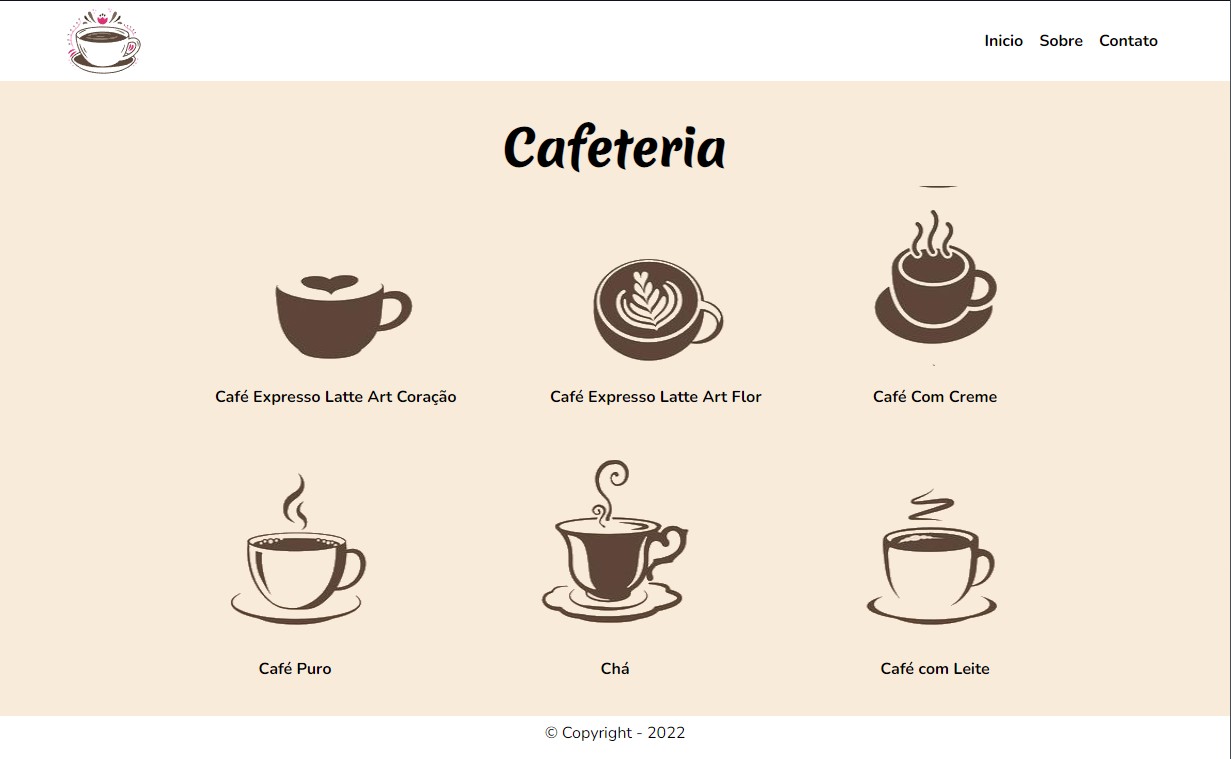 Inicio Sobre Contato
Cafeteria
Café Expresso Latte Art Coração
Café Expresso Latte Art Flor
Café Com Creme
Café Puro
Chá
Café com Leite
© Copyright - 2022